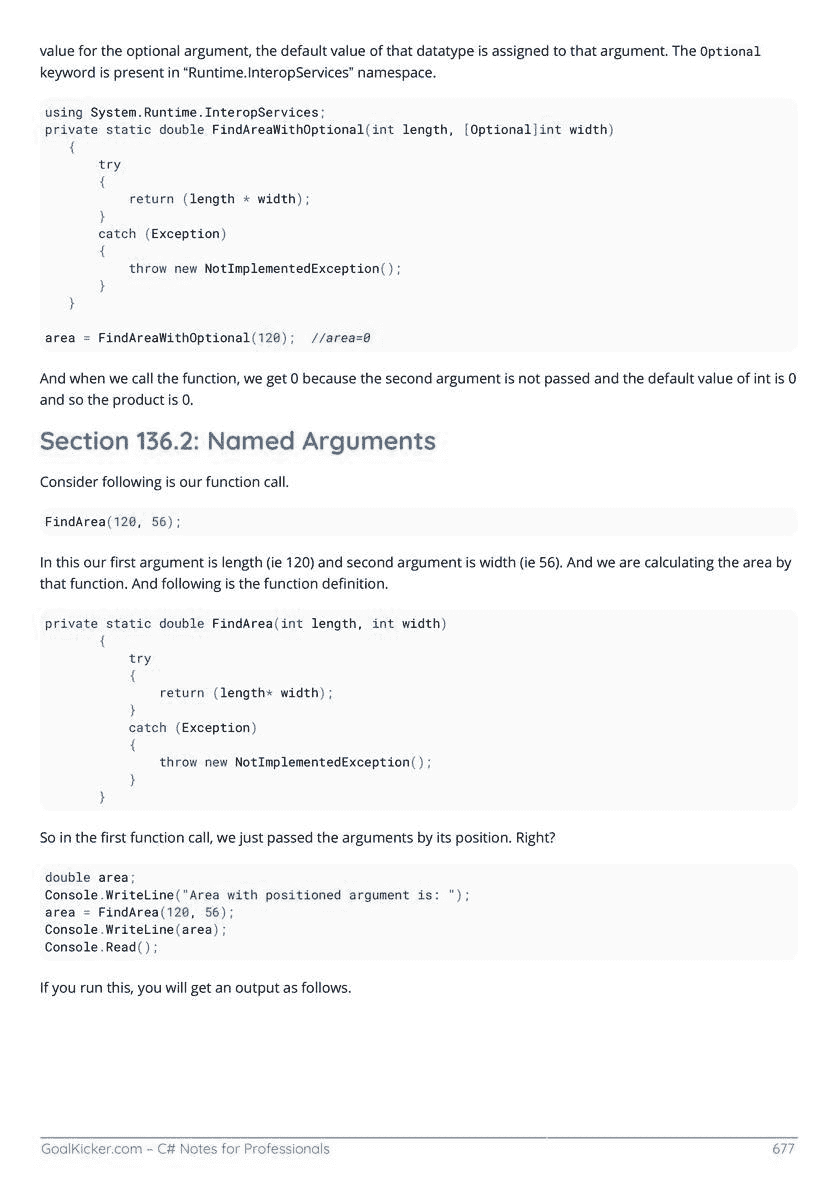 value for the optional argument, the default value of that datatype is assigned to that argument. The Optional
keyword is present in “Runtime.InteropServices” namespace.
using System.Runtime.InteropServices;
private static double FindAreaWithOptional(int length, [Optional]int width)
{
try
{
return (length * width);
}
catch (Exception)
{
throw new NotImplementedException();
}
}
area = FindAreaWithOptional(120);  //area=0
And when we call the function, we get 0 because the second argument is not passed and the default value of int is 0
and so the product is 0.
Section 136.2: Named Arguments
Consider following is our function call.
FindArea(120, 56);
In this our first argument is length (ie 120) and second argument is width (ie 56). And we are calculating the area by
that function. And following is the function definition.
private static double FindArea(int length, int width)
{
try
{
return (length* width);
}
catch (Exception)
{
throw new NotImplementedException();
}
}
So in the first function call, we just passed the arguments by its position. Right?
double area;
Console.WriteLine("Area with positioned argument is: ");
area = FindArea(120, 56);
Console.WriteLine(area);
Console.Read();
If you run this, you will get an output as follows.
GoalKicker.com – C# Notes for Professionals 677